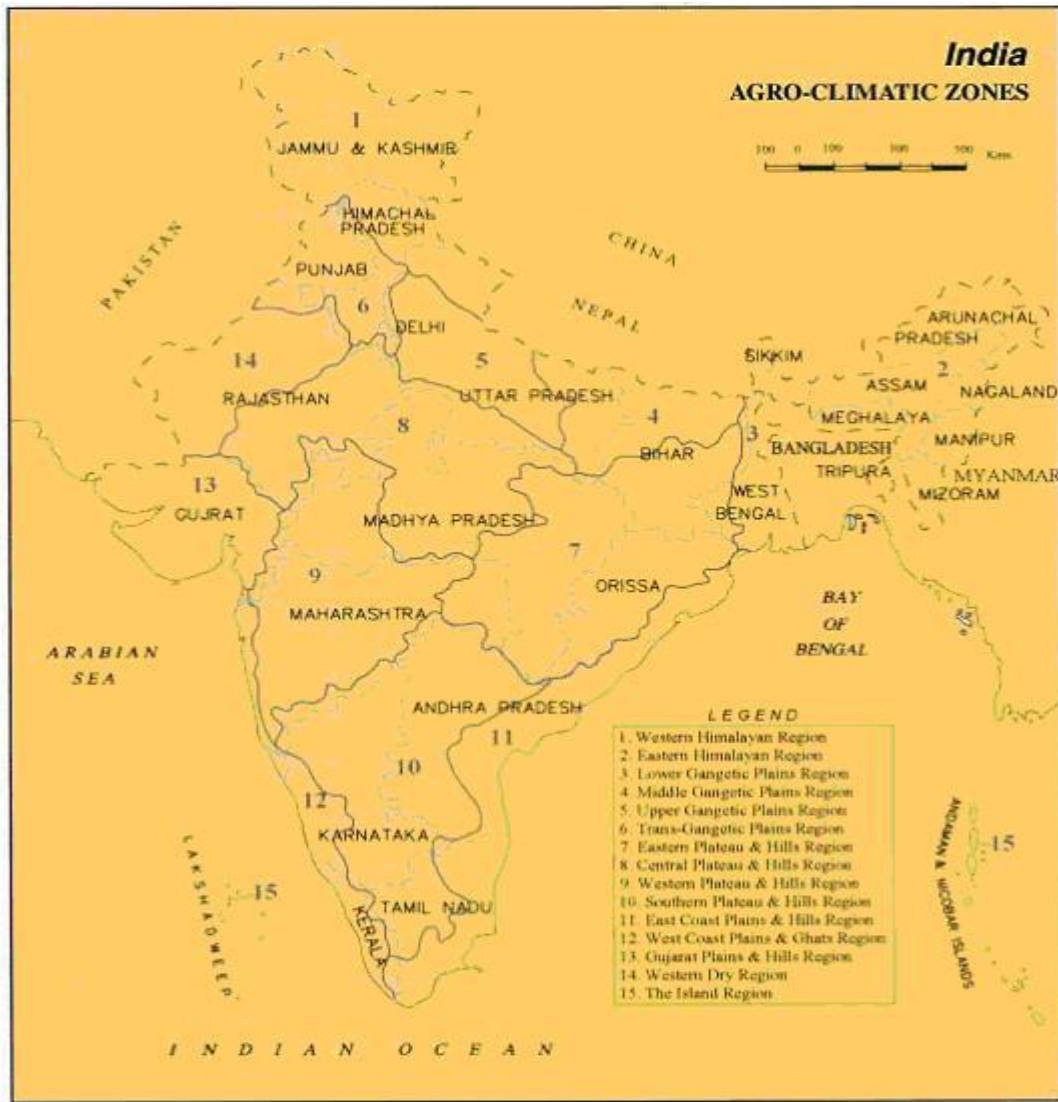 India
AGRO-CLIMATIC ZONES
100 0 100 300 500 Kms
1
JAMMU & KASHMIR
HIMACHAL
PRADESH
PAKISTAN
PUNJAB
CHINA
6
NEPAL
DELHI
ARUNACHAL
PRADESH
14
5
SIKKIM
2
ASSAM
NAGALAND
RAJASTHAN
UTTAR PRADESH
4
MEGHALAYA
8
3
BIHAR
BANGLADESH
MANIPUR
13
TRIPURA
MYANMAR
WEST
BENGAL
MIZORAM
GUJRAT
MADHYA PRADESH
7
9
ORISSA
MAHARASHTRA
BAY
OF
BENGAL
ARABIAN
SEA
ANDHRA PRADESH
11
10
12
KARNATAKA
LAKSHADWEEP
15
TAMIL NADU
KERALA
ANDAMAN & NICOBAR ISLANDS
15
INDIAN OCEAN
LEGEND
1. Western Himalayan Region
2. Eastern Himalayan Region
3. Lower Gangetic Plains Region
4. Middle Gangetic Plains Region
5. Upper Gangetic Plains Region
6. Trans-Gangetic Plains Region
7. Eastern Plateau & Hills Region
8. Central Plateau & Hills Region
9. Western Plateau & Hills Region
10. Southern Plateau & Hills Region
11. East Coast Plains & Hills Region
12. West Coast Plains & Ghats Region
13. Gujarat Plains & Hills Region
14. Western Dry Region
15. The Island Region